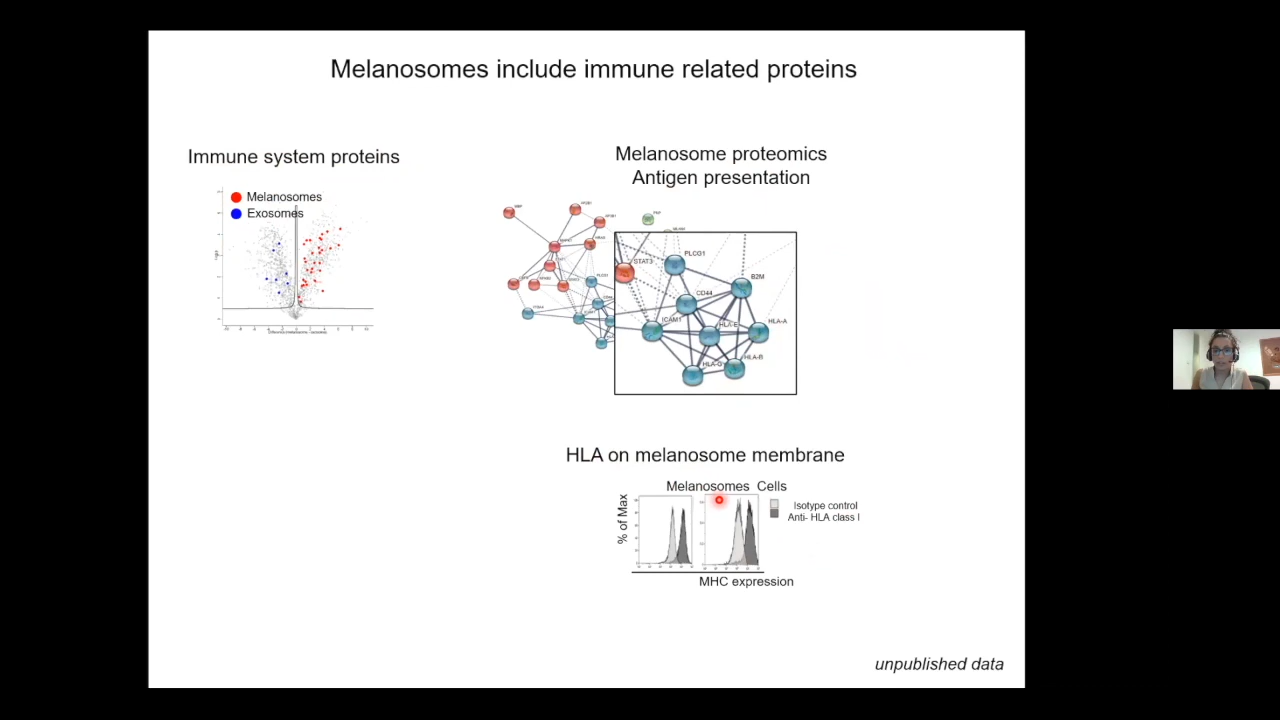 Melanosomes include immune related proteins
Immune system proteins
Melanosomes
Exosomes
Melanosome proteomics
Antigen presentation
STAT3
PLCG1
B2M
CD44
ICAM1
HLA-E
HLA-A
HLA-G
HLA-B
HLA on melanosome membrane
Melanosomes Cells
% of Max
Isotype control
Anti- HLA class I
MHC expression
unpublished data